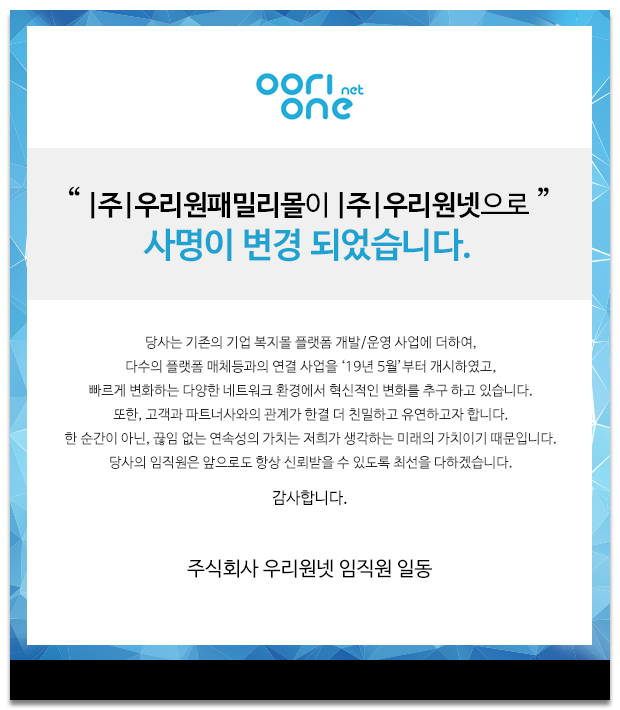 oori net
one
“ |주|우리원패밀리몰이 |주|우리원넷으로 ”
사명이 변경 되었습니다.
당사는 기존의 기업 복지몰 플랫폼 개발/운영 사업에 더하여,
다수의 플랫폼 매체등과의 연결 사업을 ‘19년 5월’부터 개시하였고,
빠르게 변화하는 다양한 네트워크 환경에서 혁신적인 변화를 추구 하고 있습니다.
또한, 고객과 파트너사와의 관계가 한결 더 친밀하고 유연하고자 합니다.
한 순간이 아닌, 끊임 없는 연속성의 가치는 저희가 생각하는 미래의 가치이기 때문입니다.
당사의 임직원은 앞으로도 항상 신뢰받을 수 있도록 최선을 다하겠습니다.
감사합니다.
주식회사 우리원넷 임직원 일동